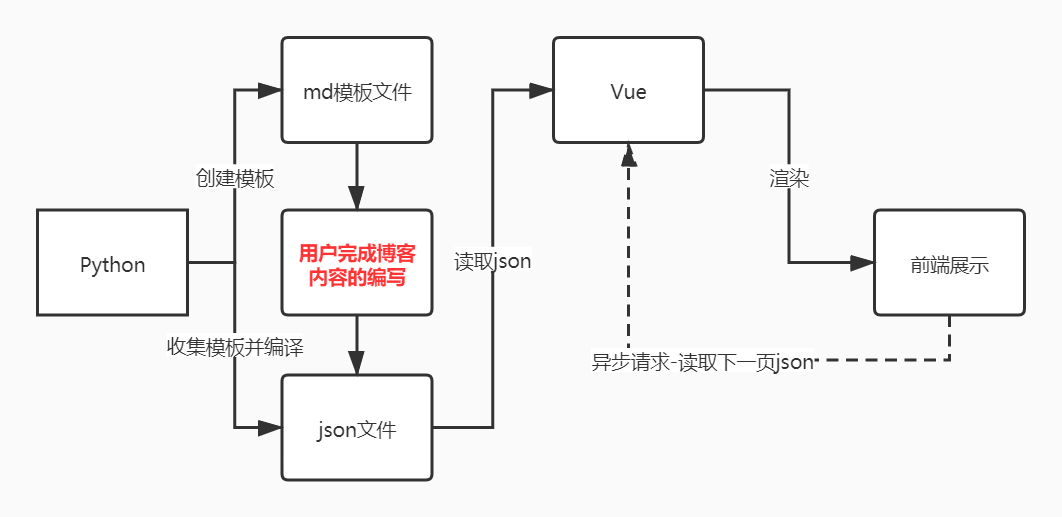 md模板文件
Vue
创建模板
渲染
Python
用户完成博客
内容的编写
读取json
前端展示
收集模板并编译
异步请求-读取下一页json
json文件